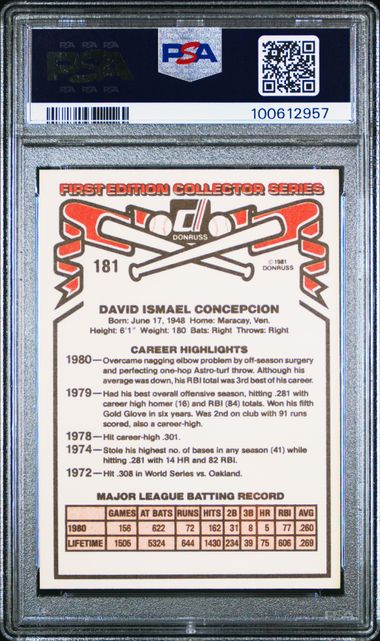 PSA PSA PSA
PSA
PSA PSA PSA
PSA
100612957
FIRST EDITION COLLECTOR SERIES
d
DONRUSS
181
© 1981
DONRUSS
DAVID ISMAEL CONCEPCION
Born: June 17, 1948 Home: Maracay, Ven.
Height: 6'1" Weight: 180 Bats: Right Throws: Right
CAREER HIGHLIGHTS
1980—Overcame nagging elbow problem by off-season surgery
and perfecting one-hop Astro-turf throw. Although his
average was down, his RBI total was 3rd best of his career.
1979—Had his best overall offensive season, hitting .281 with
career high homer (16) and RBI (84) totals. Won his fifth
Gold Glove in six years. Was 2nd on club with 91 runs
scored, also a career-high.
1978—Hit career-high .301.
1974—Stole his highest no. of bases in any season (41) while
hitting .281 with 14 HR and 82 RBI.
1972—Hit .308 in World Series vs. Oakland.
MAJOR LEAGUE BATTING RECORD
GAMES AT BATS RUNS HITS 2B 3B HR RBI AVG
1980 156 622 72 162 31 8 5 77 .260
LIFETIME 1505 5324 644 1430 234 39 75 606 .269
PSA